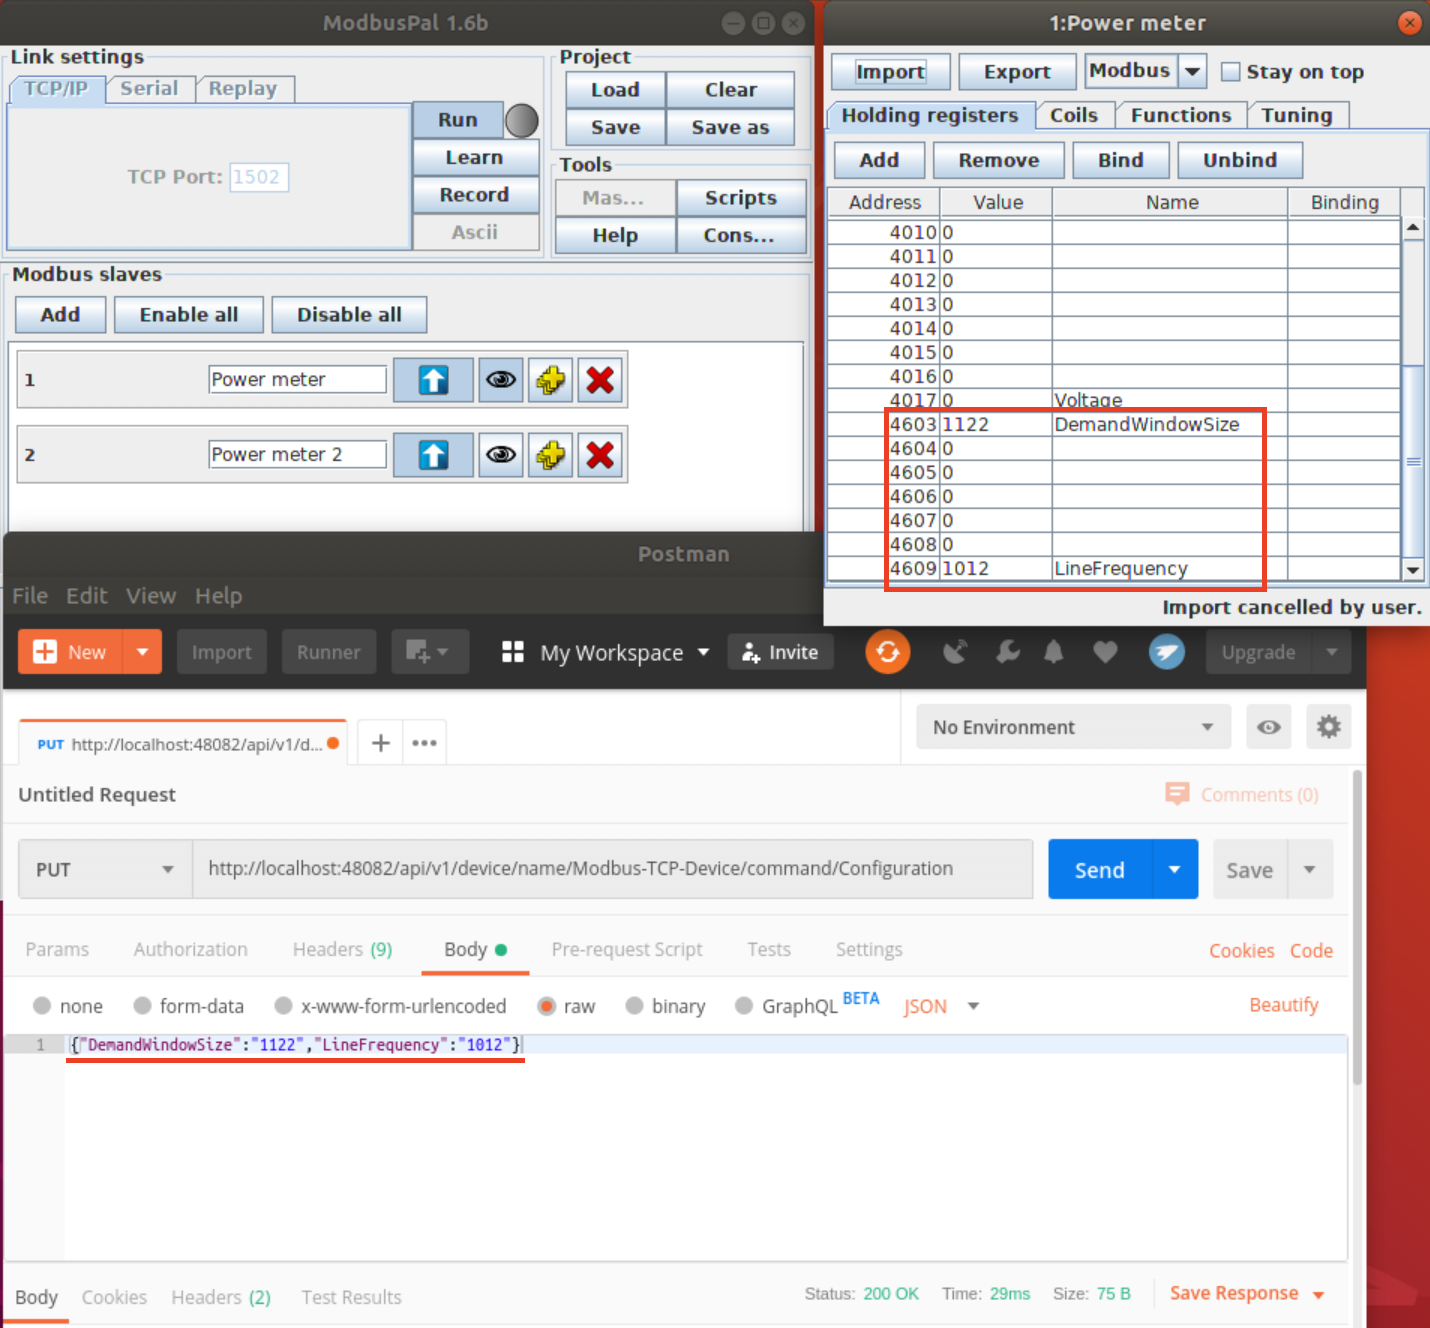 ModbusPal 1.6b
Link settings
TCP/IP Serial Replay
TCP Port: 1502
Run
Learn
Record
Ascii
Project
Load Clear
Save Save as
Tools
Mas... Scripts
Help Cons...
Modbus slaves
Add Enable all Disable all
1 Power meter
2 Power meter 2
1:Power meter
Import Export Modbus Stay on top
Holding registers Coils Functions Tuning
Add Remove Bind Unbind
Address Value Name Binding
4010 0
4011 0
4012 0
4013 0
4014 0
4015 0
4016 0
4017 0 Voltage
4603 1122 DemandWindowSize
4604 0
4605 0
4606 0
4607 0
4608 0
4609 1012 LineFrequency
Import cancelled by user.
Postman
File Edit View Help
New Import Runner My Workspace Invite Upgrade
PUT http://localhost:48082/api/v1/d...
No Environment
Untitled Request
Comments (0)
PUT http://localhost:48082/api/v1/device/name/Modbus-TCP-Device/command/Configuration Send Save
Params Authorization Headers (9) Body Pre-request Script Tests Settings Cookies Code
none form-data x-www-form-urlencoded raw binary GraphQL BETA JSON Beautify
1 {"DemandWindowSize":"1122","LineFrequency":"1012"}
Body Cookies Headers (2) Test Results Status: 200 OK Time: 29ms Size: 75 B Save Response